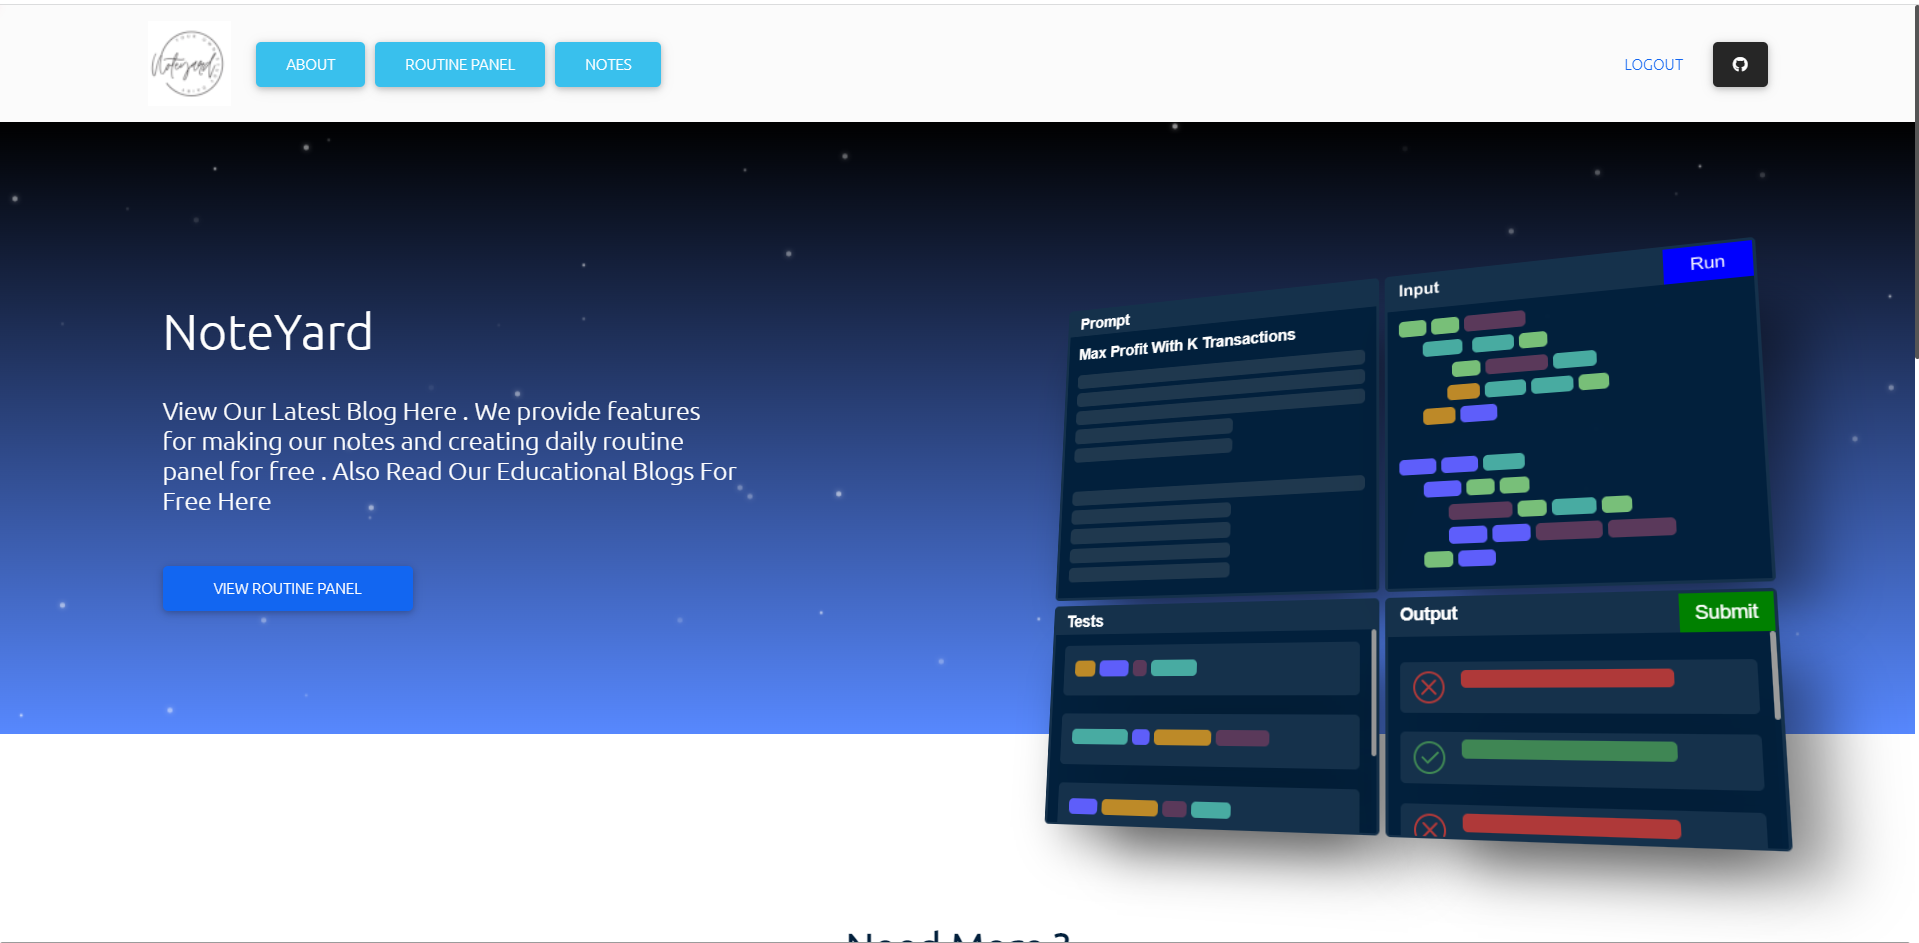 Noteyard
ABOUT
ROUTINE PANEL
NOTES
LOGOUT
NoteYard
View Our Latest Blog Here . We provide features
for making our notes and creating daily routine
panel for free . Also Read Our Educational Blogs For
Free Here
VIEW ROUTINE PANEL
Prompt
Max Profit With K Transactions
Input
Run
Tests
Output
Submit
Need More ?